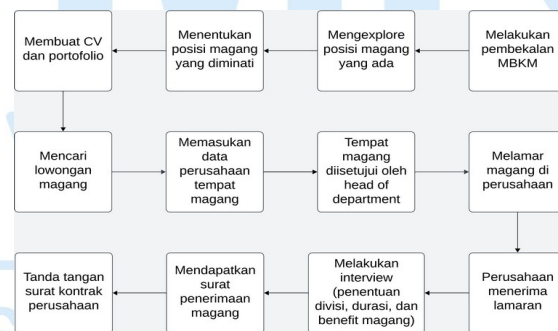 Melakukan
pembekalan
MBKM
Mengexplore
posisi magang
yang ada
Menentukan
posisi magang
yang diminati
Membuat CV
dan portofolio
Mencari
lowongan
magang
Memasukan
data
perusahaan
tempat
magang
Tempat
magang
diisetujui oleh
head of
department
Melamar
magang di
perusahaan
Perusahaan
menerima
lamaran
Melakukan
interview
(penentuan
divisi, durasi, dan
benefit magang)
Mendapatkan
surat
penerimaan
magang
Tanda tangan
surat kontrak
perusahaan